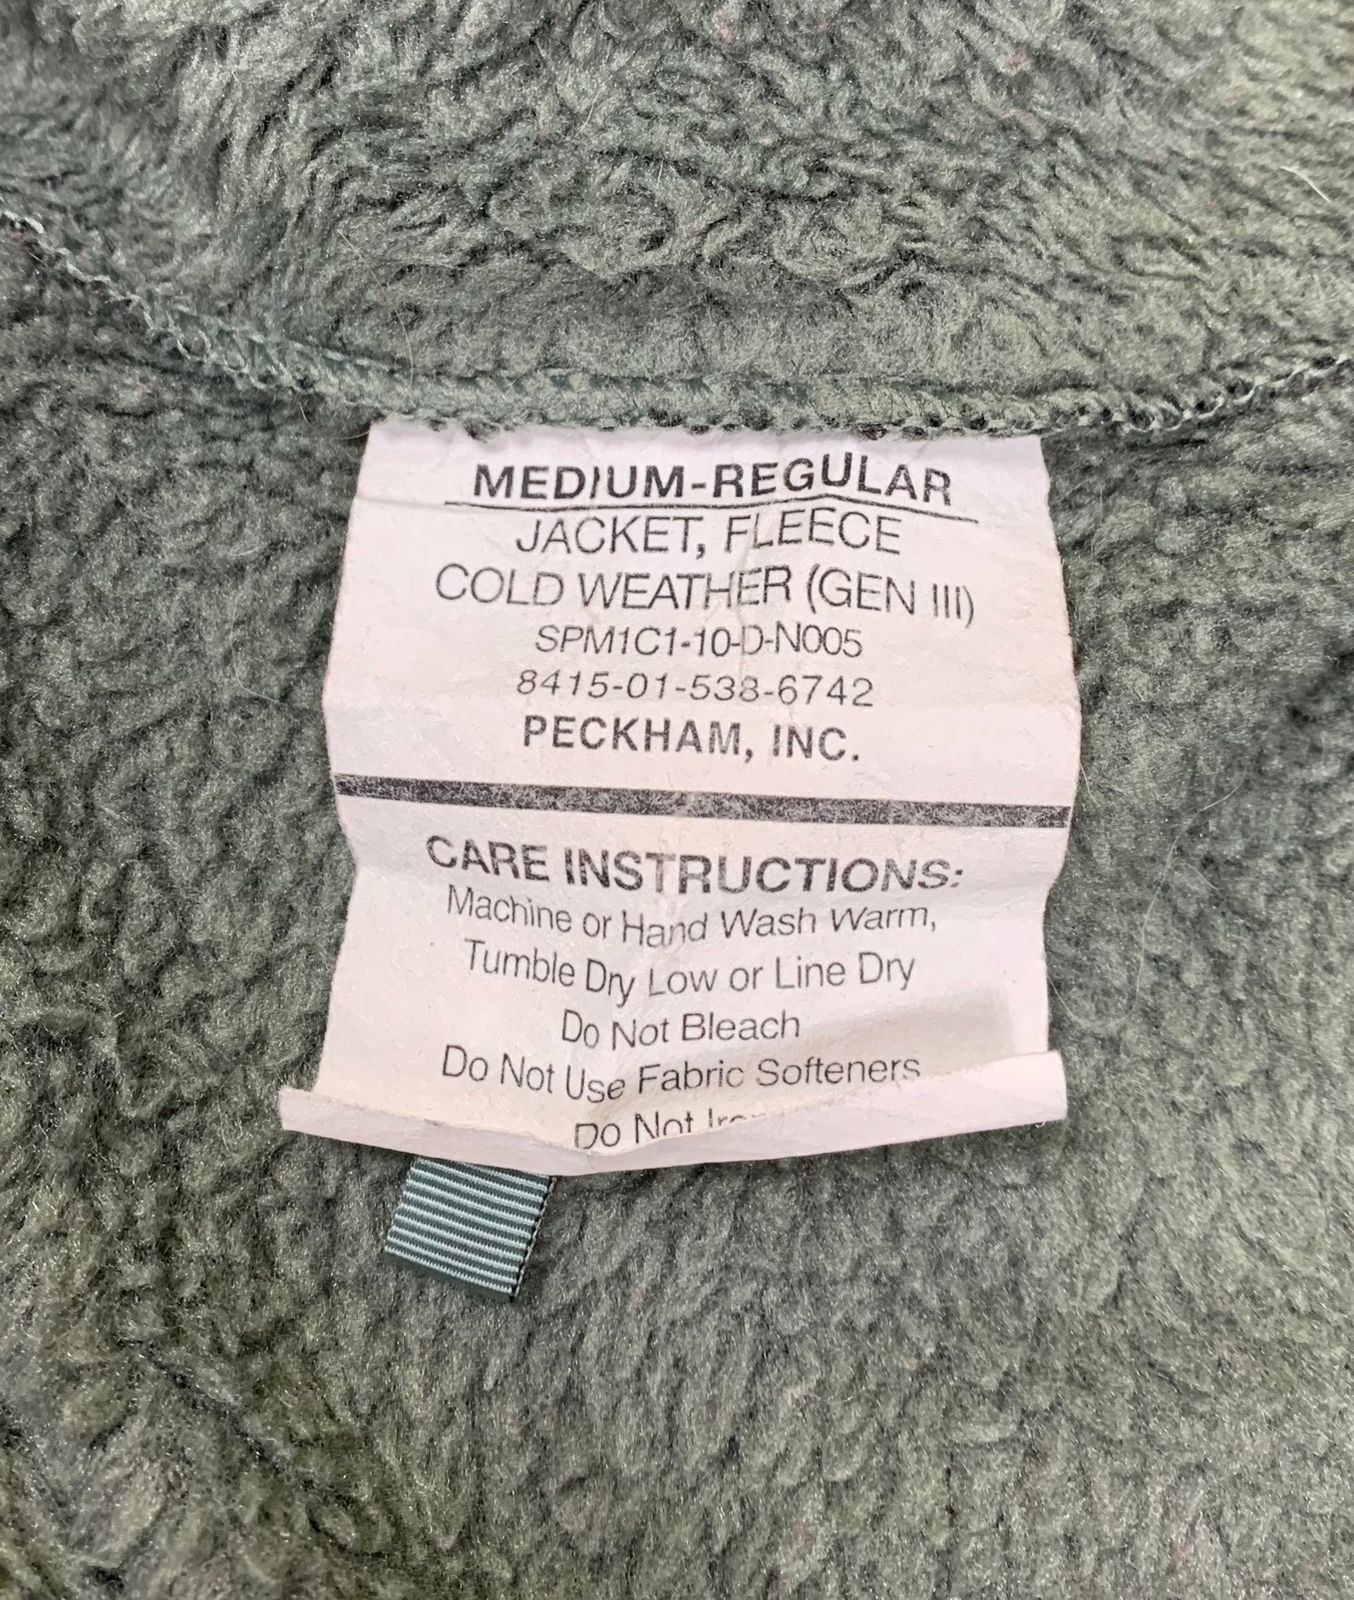 MEDIUM-REGULAR
JACKET, FLEECE
COLD WEATHER (GEN III)
SPM1C1-10-D-N005
8415-01-538-6742
PECKHAM, INC.
CARE INSTRUCTIONS:
Machine or Hand Wash Warm,
Tumble Dry Low or Line Dry
Do Not Bleach
Do Not Use Fabric Softeners
Do Not